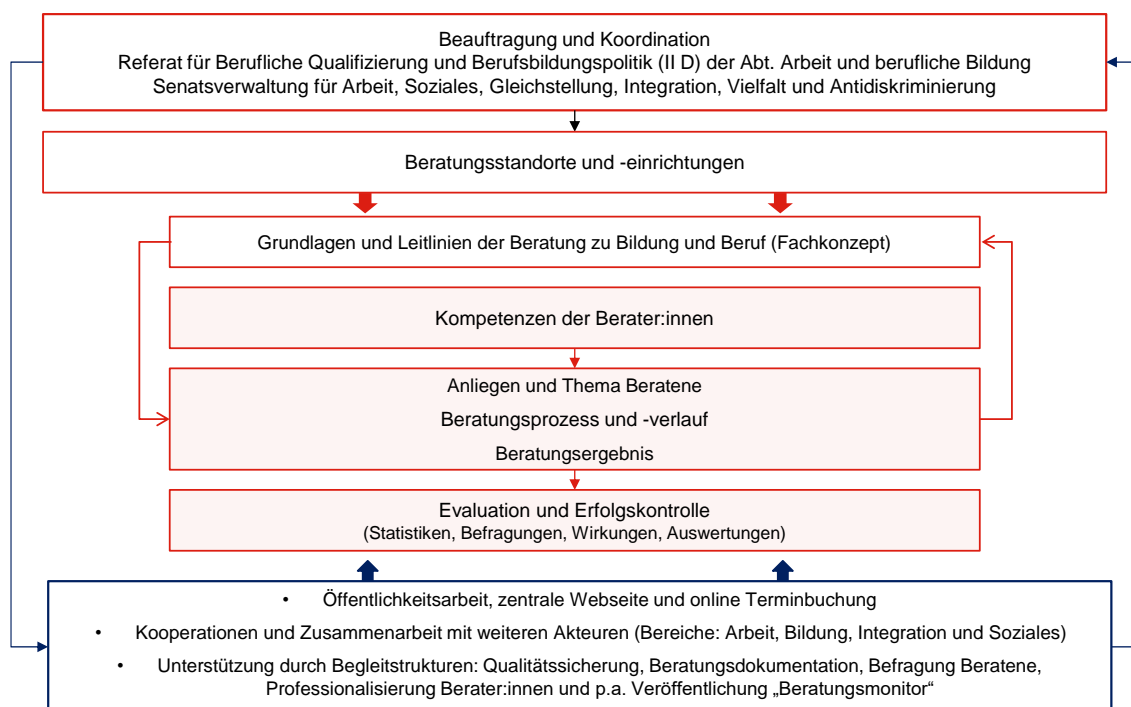 Beauftragung und Koordination
Referat für Berufliche Qualifizierung und Berufsbildungspolitik (II D) der Abt. Arbeit und berufliche Bildung
Senatsverwaltung für Arbeit, Soziales, Gleichstellung, Integration, Vielfalt und Antidiskriminierung
Beratungsstandorte und -einrichtungen
Grundlagen und Leitlinien der Beratung zu Bildung und Beruf (Fachkonzept)
Kompetenzen der Berater:innen
Anliegen und Thema Beratene
Beratungsprozess und -verlauf
Beratungsergebnis
Evaluation und Erfolgskontrolle
(Statistiken, Befragungen, Wirkungen, Auswertungen)
• Öffentlichkeitsarbeit, zentrale Webseite und online Terminbuchung
• Kooperationen und Zusammenarbeit mit weiteren Akteuren (Bereiche: Arbeit, Bildung, Integration und Soziales)
• Unterstützung durch Begleitstrukturen: Qualitätssicherung, Beratungsdokumentation, Befragung Beratene,
Professionalisierung Berater:innen und p.a. Veröffentlichung „Beratungsmonitor“